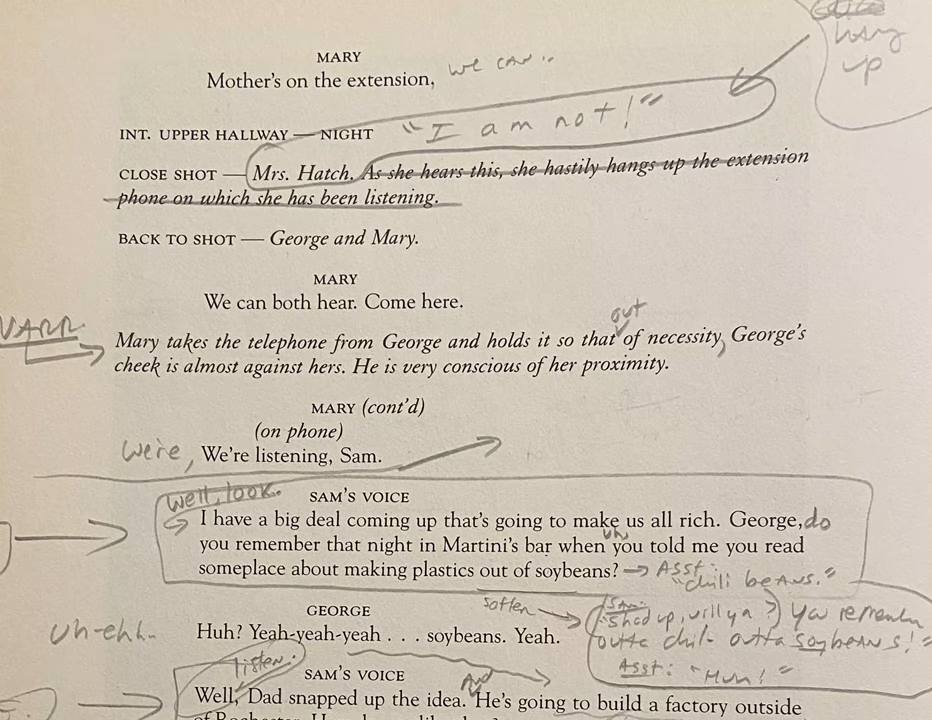 hang
up
MARY
Mother's on the extension, we can..
INT. UPPER HALLWAY — NIGHT "I am not!"
CLOSE SHOT — Mrs. Hatch. As she hears this, she hastily hangs up the extension
phone on which she has been listening.
BACK TO SHOT — George and Mary.
MARY
We can both hear. Come here.
out
NARR.
Mary takes the telephone from George and holds it so that of necessity, George's
cheek is almost against hers. He is very conscious of her proximity.
MARY (cont'd)
(on phone)
We're, We're listening, Sam.
Well, look.
SAM'S VOICE
I have a big deal coming up that's going to make us all rich. George, do
uh
you remember that night in Martini's bar when you told me you read
someplace about making plastics out of soybeans? → Asst:
"chili beans."
GEORGE
soften
Sam:
Huh? Yeah-yeah-yeah . . . soybeans. Yeah.
uh-ehh..
shad up, will ya?) you remember
outta soybeans!"
Asst: "Huh!"
listen.
SAM'S VOICE
And
Well, Dad snapped up the idea. He's going to build a factory outside